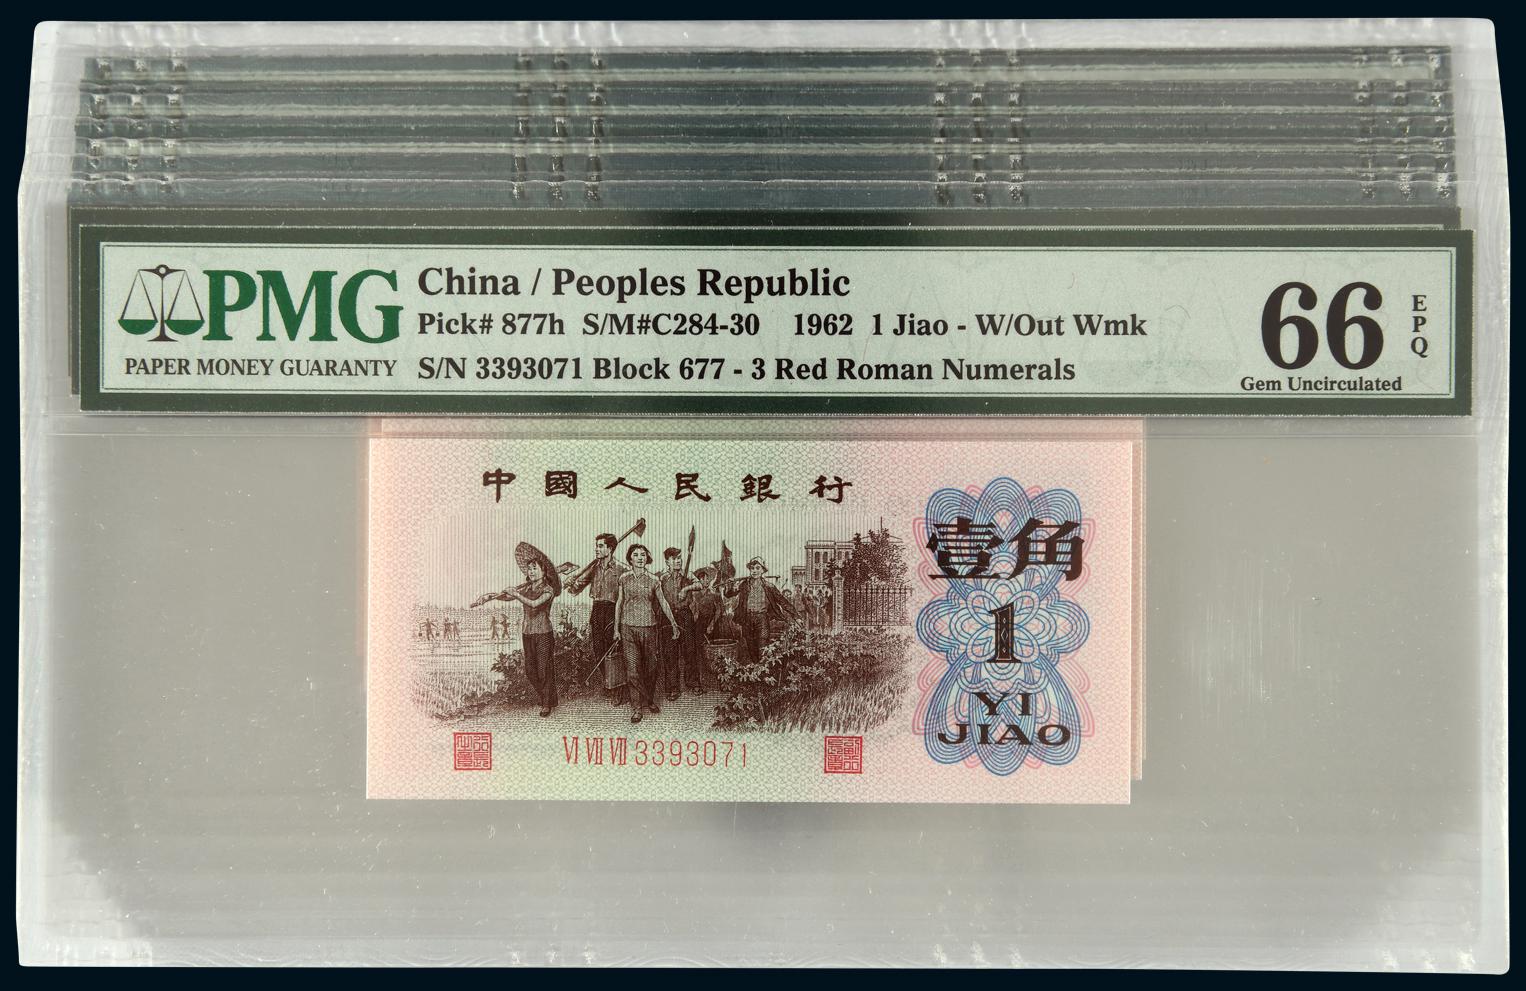 PMG
PAPER MONEY GUARANTY
China / Peoples Republic
Pick# 877h S/M#C284-30 1962 1 Jiao - W/Out Wmk
S/N 3393071 Block 677 - 3 Red Roman Numerals
66
EPQ
Gem Uncirculated
中國人民銀行
壹角
1
YI
JIAO
VI VII VII 3393071